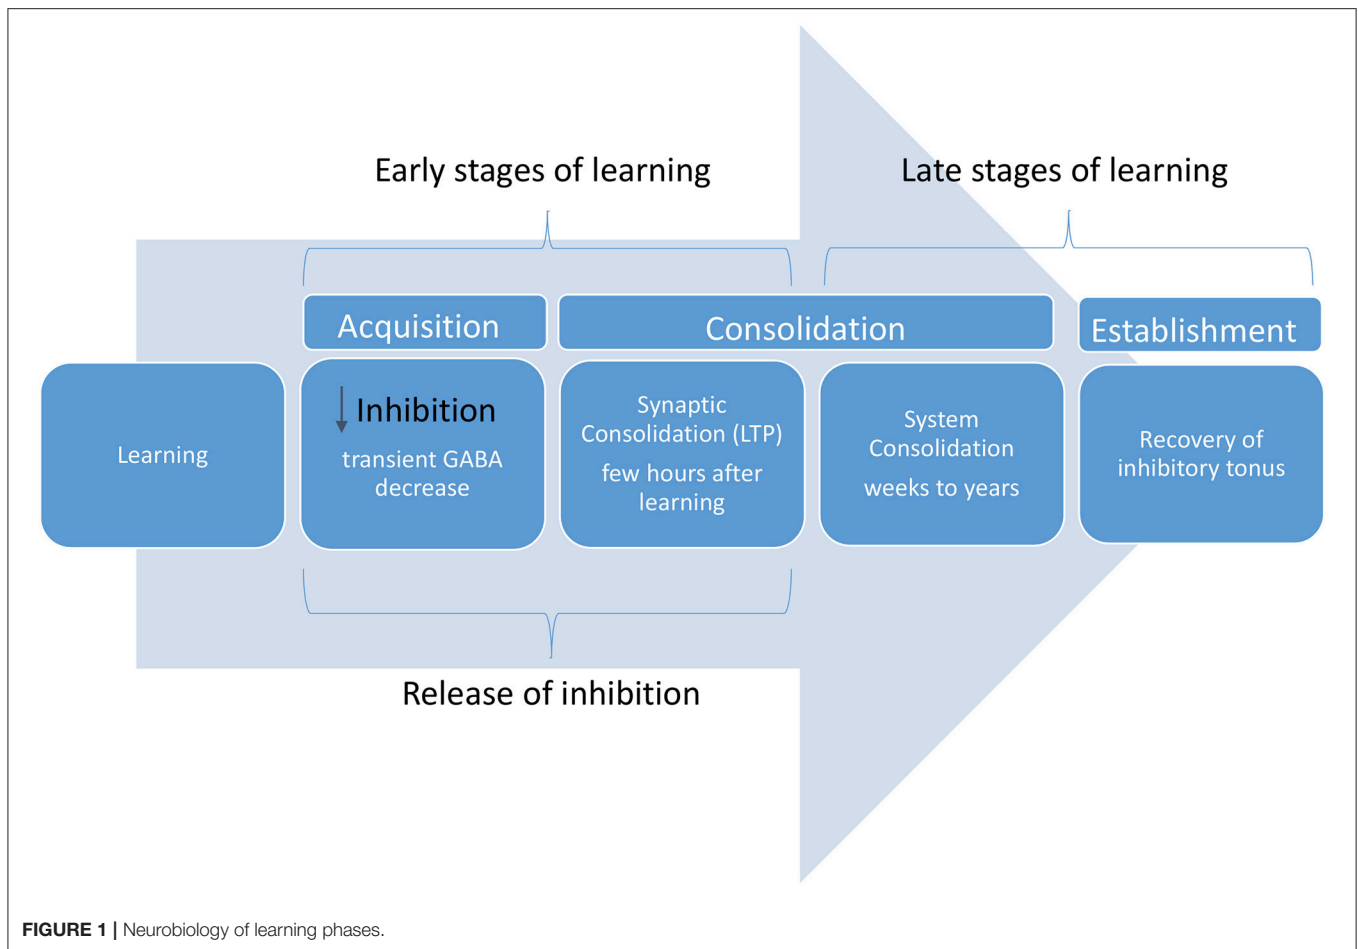 Early stages of learning
Late stages of learning
Acquisition
Consolidation
Establishment
Learning
Inhibition
transient GABA
decrease
Synaptic
Consolidation (LTP)
few hours after
learning
System
Consolidation
weeks to years
Recovery of
inhibitory tonus
Release of inhibition
FIGURE 1 | Neurobiology of learning phases.